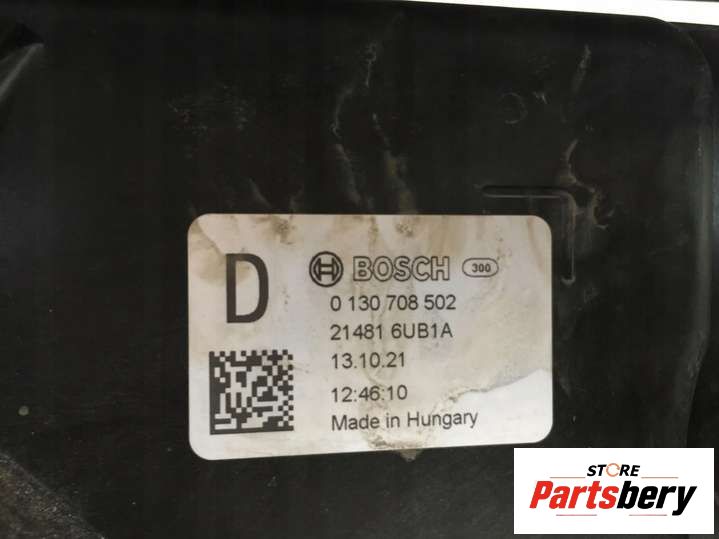 D
BOSCH 300
0 130 708 502
21481 6UB1A
13.10.21
12:46:10
Made in Hungary
STORE
Partsbery